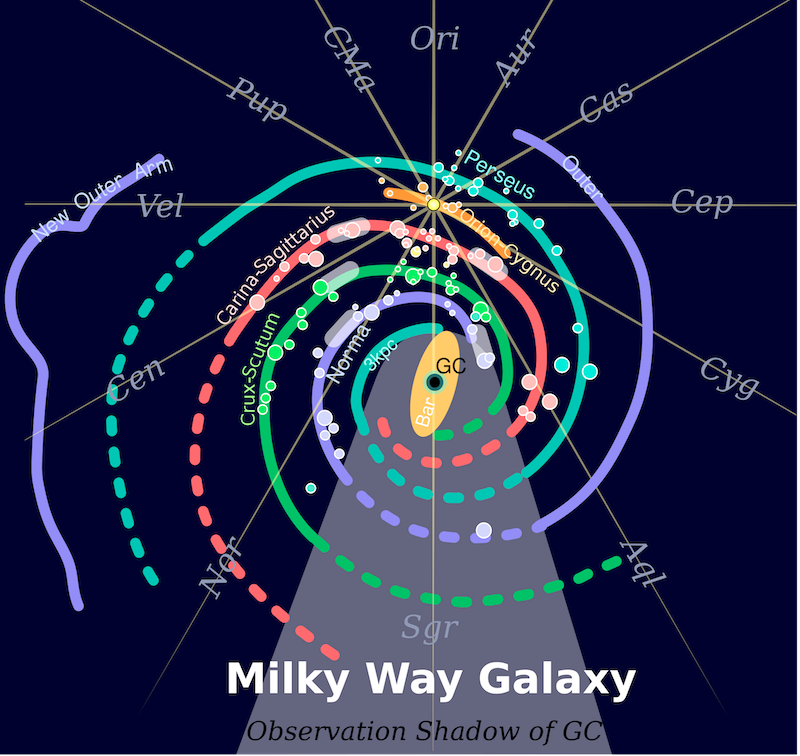 Ori
CMa
Aur
Pup
Cas
Perseus
Outer
New Outer Arm
Vel
Cep
Orion-Cygnus
Carina-Sagittarius
Crux-Scutum
Norma
3kpc
GC
Bar
Cen
Cyg
Nor
Aql
Sgr
Milky Way Galaxy
Observation Shadow of GC